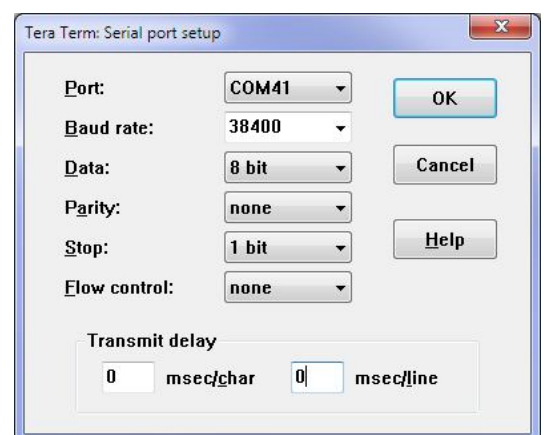 Tera Term: Serial port setup
Port: COM41 OK
Baud rate: 38400
Data: 8 bit Cancel
Parity: none
Stop: 1 bit Help
Flow control: none
Transmit delay
0 msec/char 0 msec/line